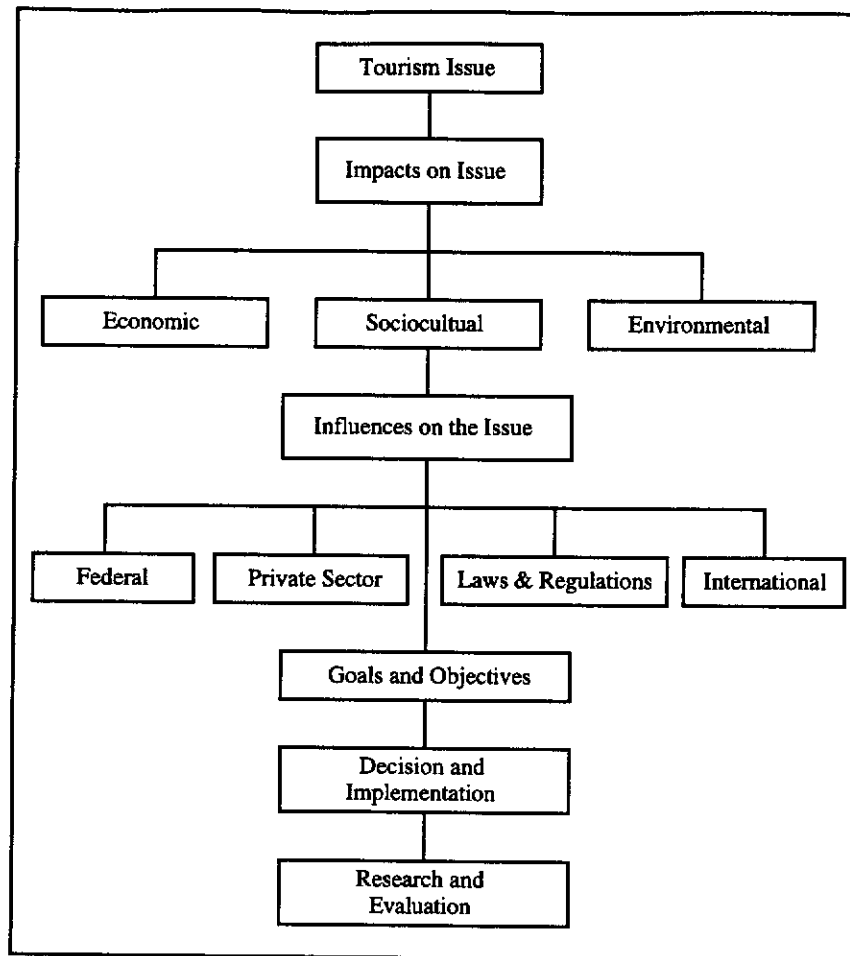 Tourism Issue
Impacts on Issue
Economic
Sociocultual
Environmental
Influences on the Issue
Federal
Private Sector
Laws & Regulations
International
Goals and Objectives
Decision and
Implementation
Research and
Evaluation